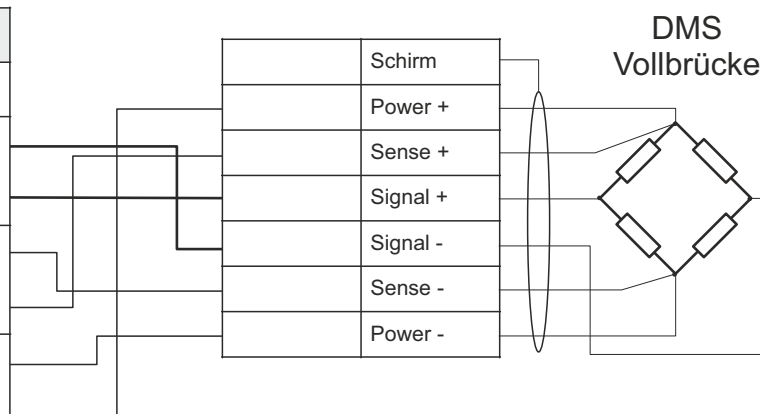 DMS
Vollbrücke
Schirm
Power +
Sense +
Signal +
Signal -
Sense -
Power -